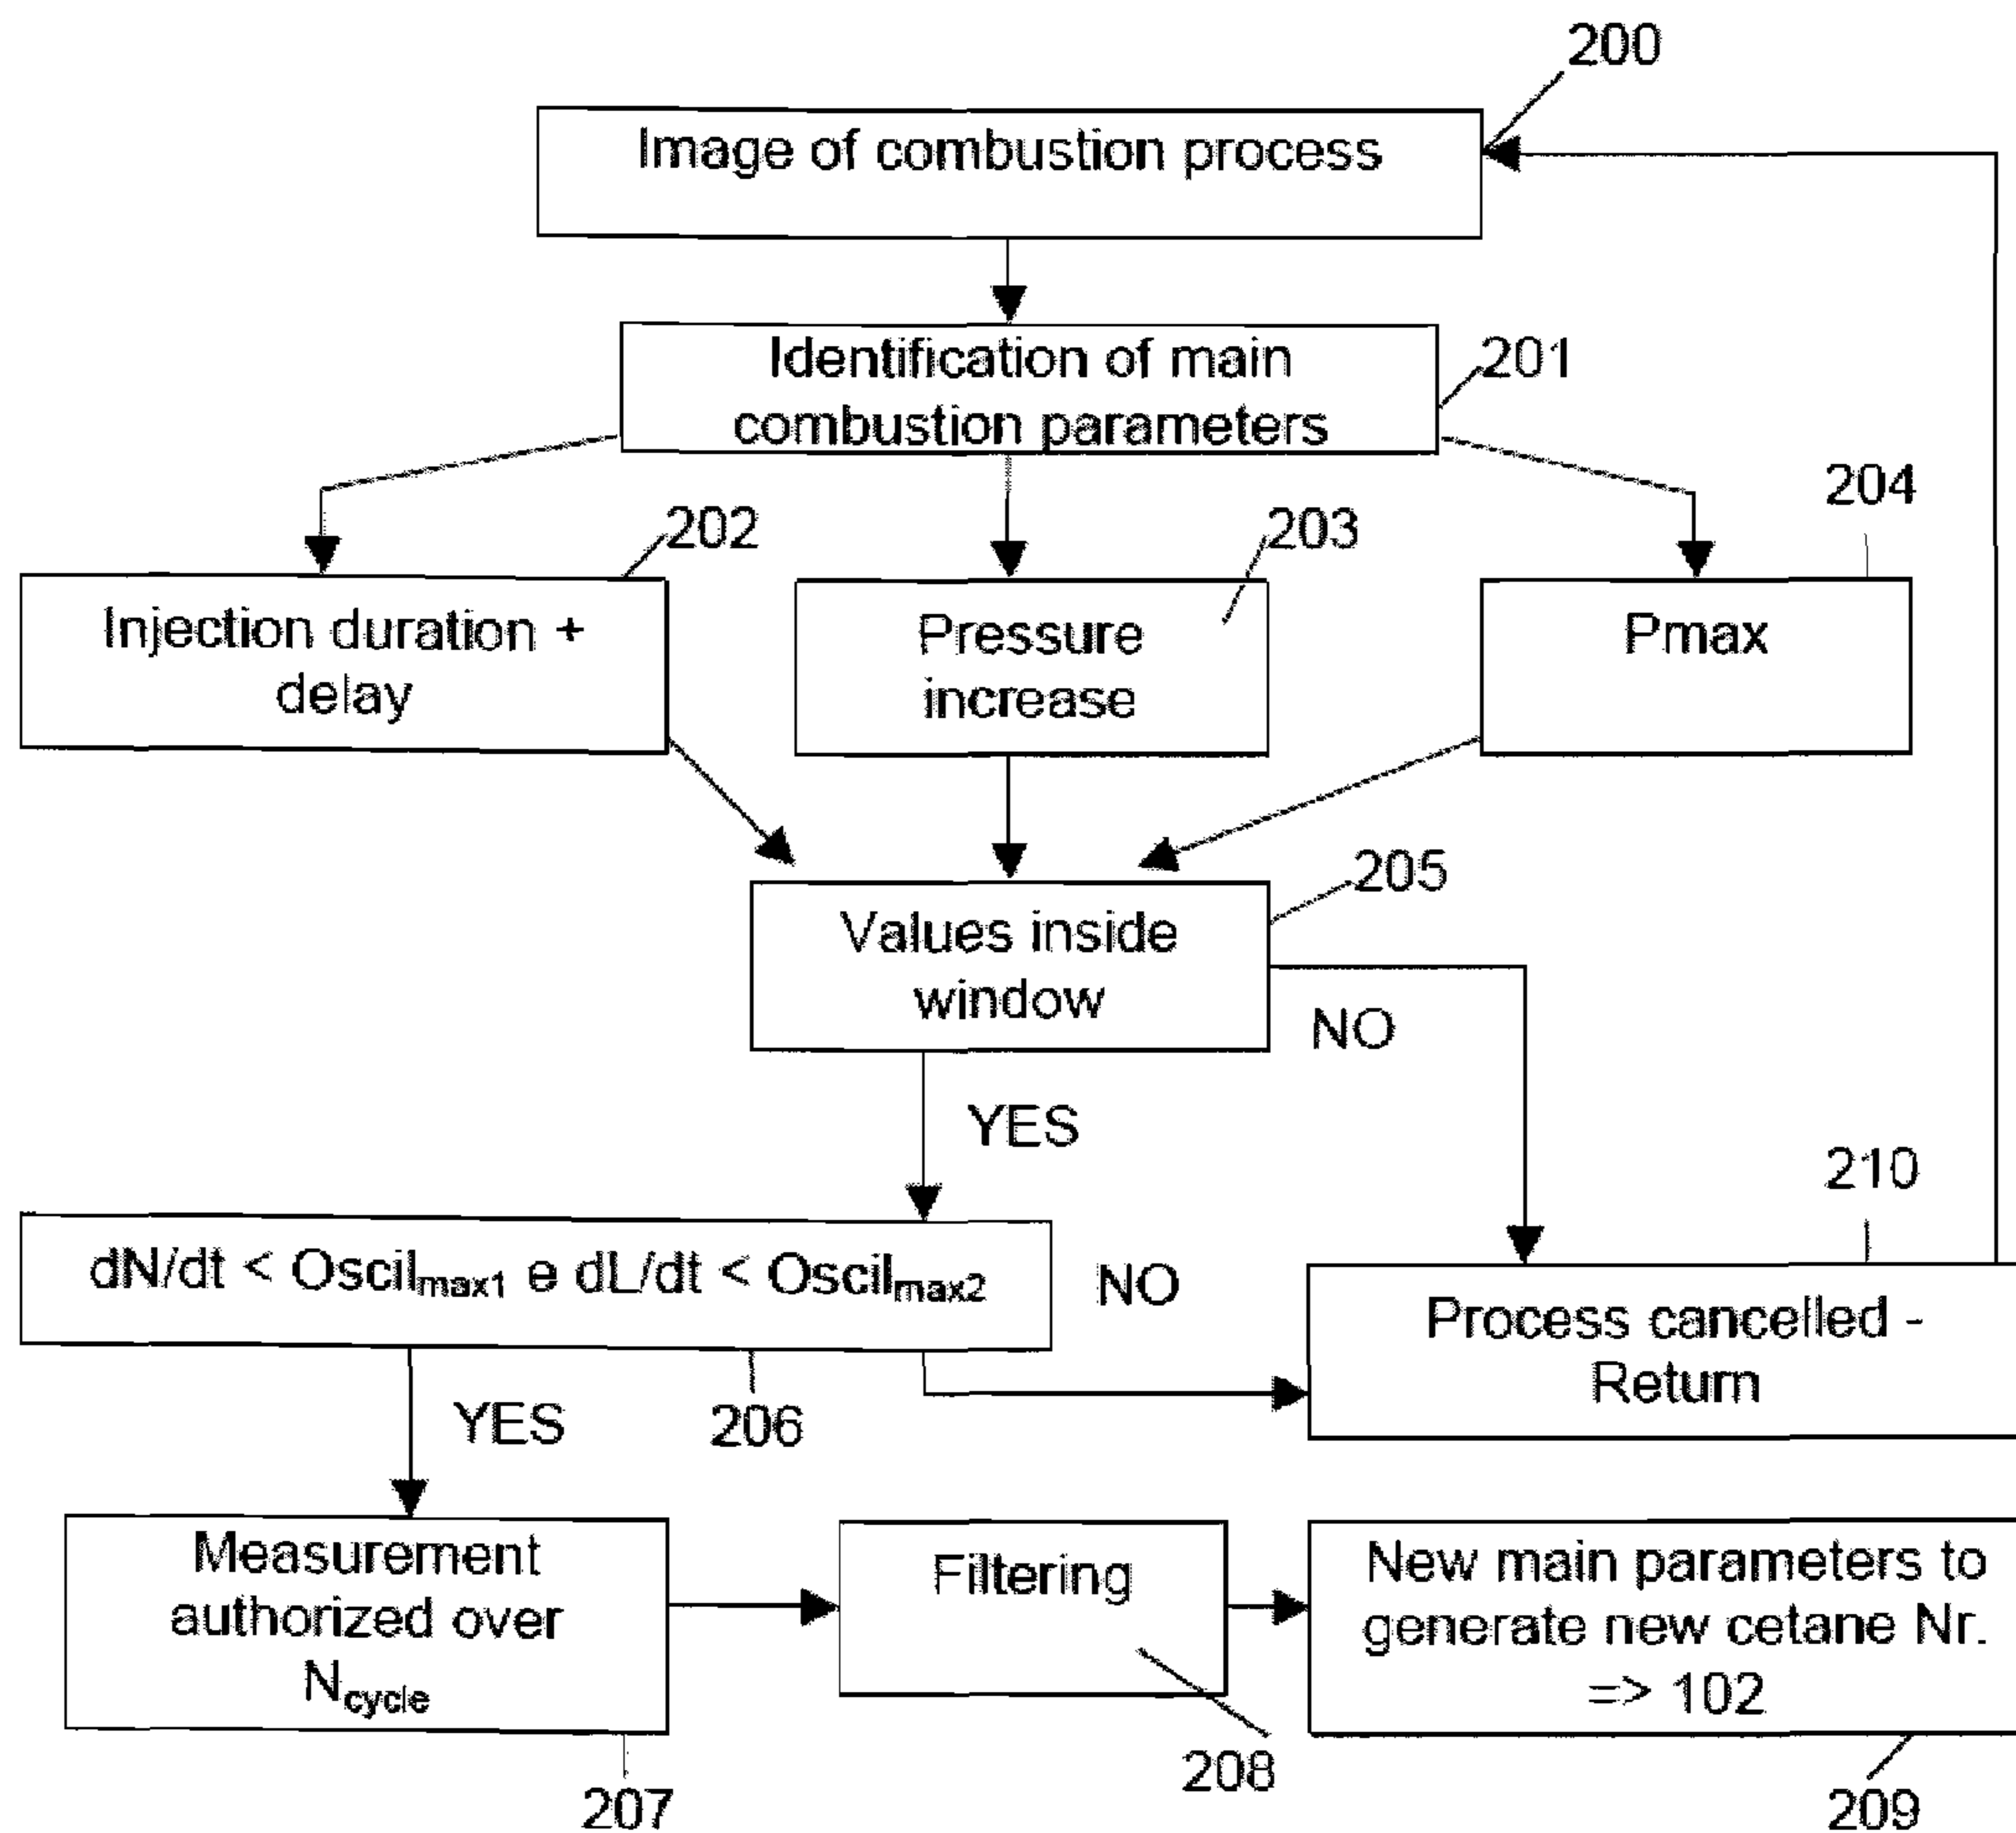 200
Image of combustion process
Identification of main
combustion parameters
201
204
202
203
Injection duration +
delay
Pressure
increase
Pmax
205
Values inside
window
NO
YES
210
dN/dt < Oscilmax1 e dL/dt < Oscilmax2
NO
Process cancelled -
Return
YES
206
Measurement
authorized over
Ncycle
Filtering
New main parameters to
generate new cetane Nr.
=> 102
208
207
209